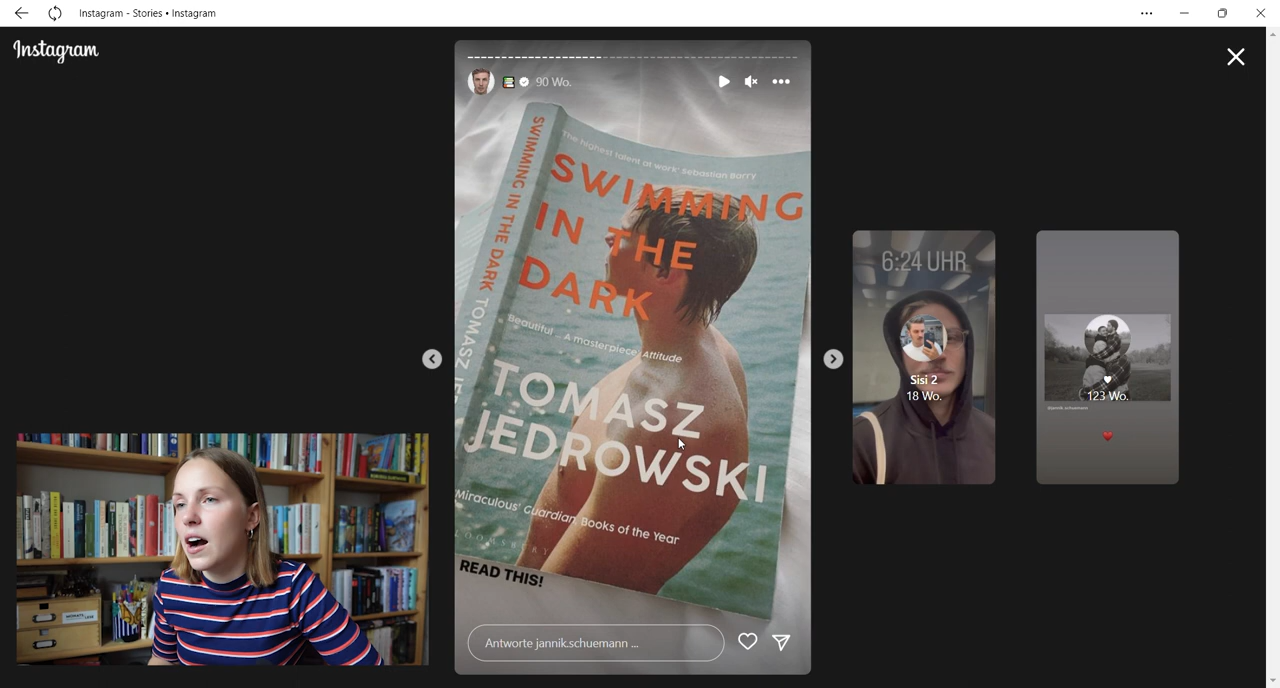 Instagram - Stories • Instagram
Instagram
90 Wo.
SWIMMING IN THE DARK TOMASZ
'The highest talent at work' Sebastian Barry
SWIMMING
IN THE
DARK
'Beautiful ... A masterpiece' Attitude
TOMASZ
JEDROWSKI
'Miraculous' Guardian, Books of the Year
READ THIS!
Antworte jannik.schuemann ...
6:24 UHR
Sisi 2
18 Wo.
123 Wo.
@jannik.schuemann